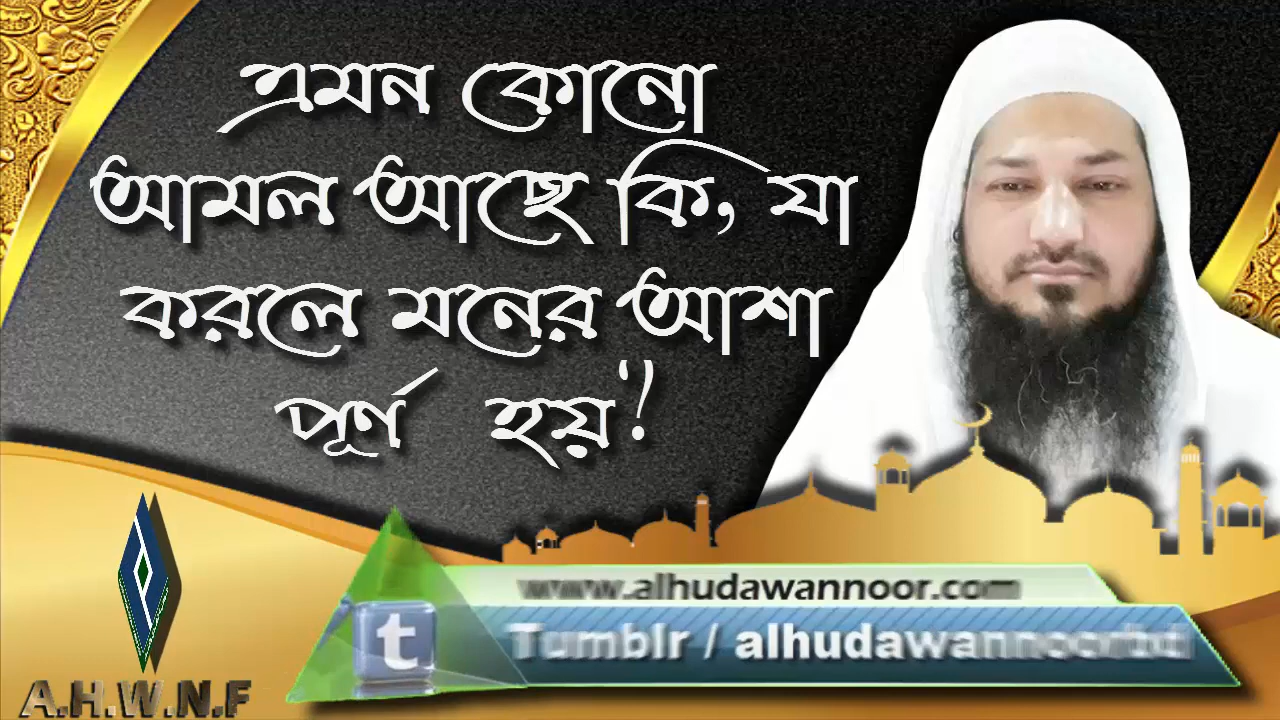 এমন কোনো
আমল আছে কি, যা
করলে মনের আশা
পূর্ণ হয়?
www.alhudawannoor.com
Tumblr / alhudawannoorbd
A.H.W.N.F